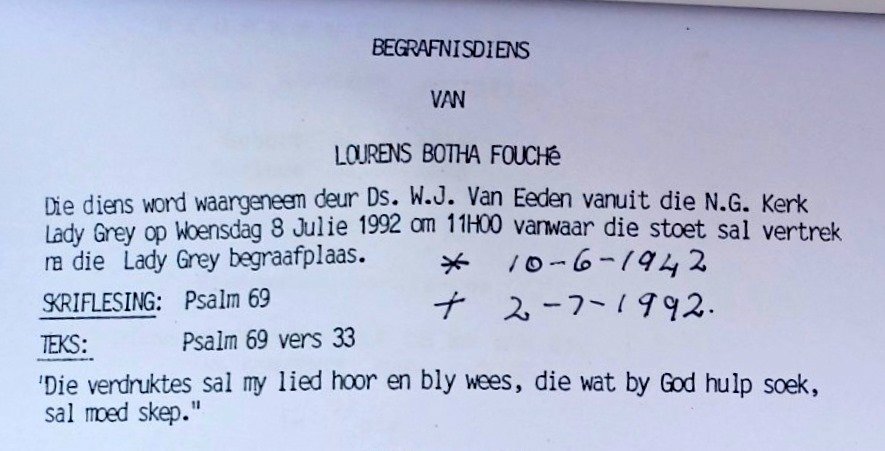 BEGRAFNISDIENS
VAN
LOURENS BOTHA FOUCHé
Die diens word waargeneem deur Ds. W.J. Van Eeden vanuit die N.G. Kerk
Lady Grey op Woensdag 8 Julie 1992 om 11H00 vanwaar die stoet sal vertrek
na die Lady Grey begraafplaas. * 10-6-1942
SKRIFLESING: Psalm 69 + 2-7-1992.
TEKS: Psalm 69 vers 33
'Die verdruktes sal my lied hoor en bly wees, die wat by God hulp soek,
sal moed skep."